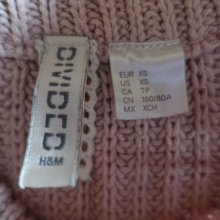 DIVIDED
H&M
EUR XS
US XS
CA TP
CN 160/80A
MX XCH